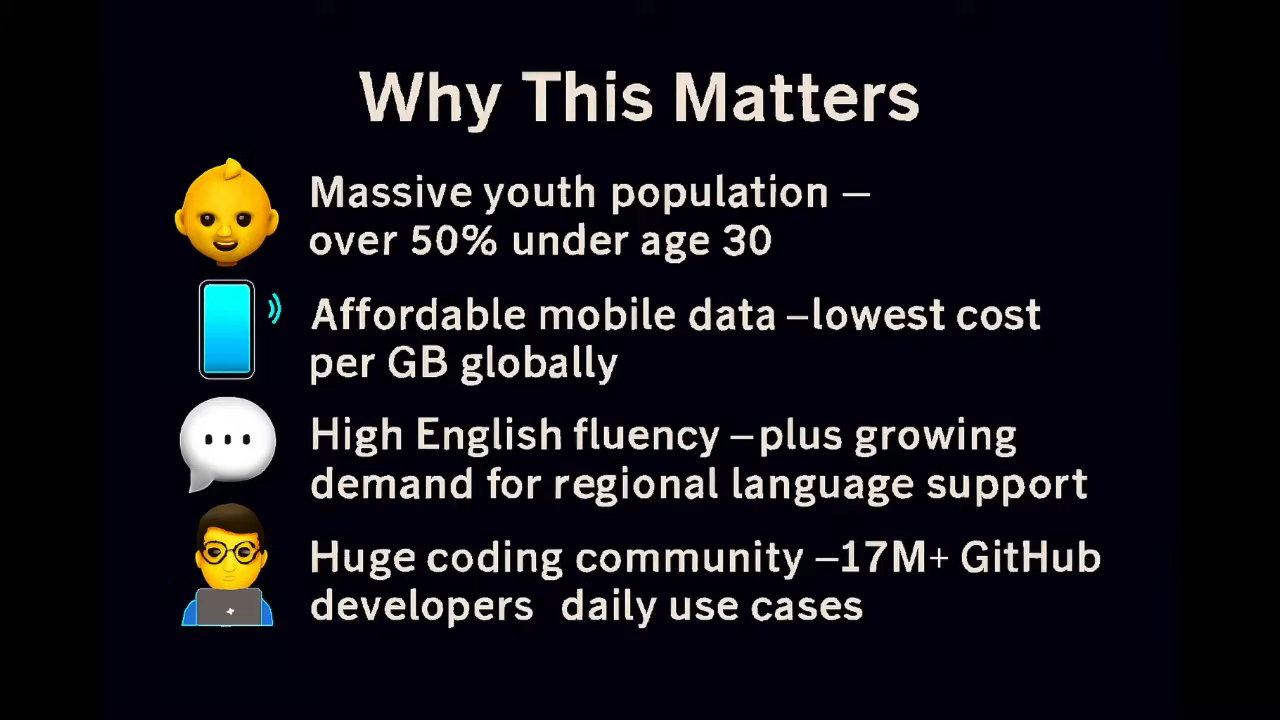 Why This Matters
Massive youth population –
over 50% under age 30
Affordable mobile data –lowest cost
per GB globally
High English fluency –plus growing
demand for regional language support
Huge coding community –17M+ GitHub
developers daily use cases